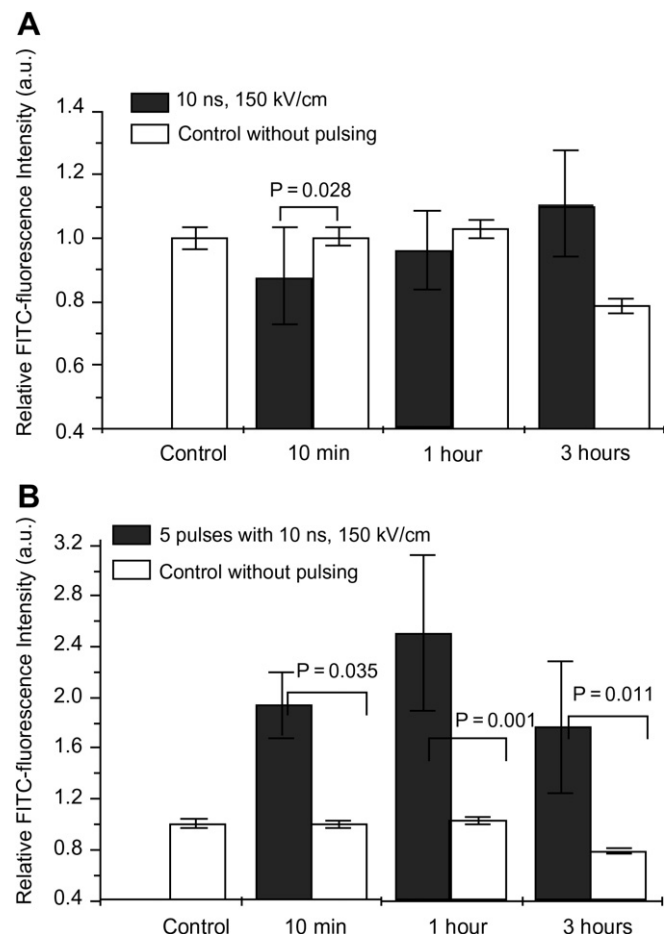 A
Relative FITC-fluorescence Intensity (a.u.)
1.4
1.2
1.0
0.8
0.6
0.4
10 ns, 150 kV/cm
Control without pulsing
P = 0.028
Control
10 min
1 hour
3 hours
B
Relative FITC-fluorescence Intensity (a.u.)
3.2
2.8
2.4
2.0
1.6
1.2
0.8
0.4
5 pulses with 10 ns, 150 kV/cm
Control without pulsing
P = 0.035
P = 0.001
P = 0.011
Control
10 min
1 hour
3 hours